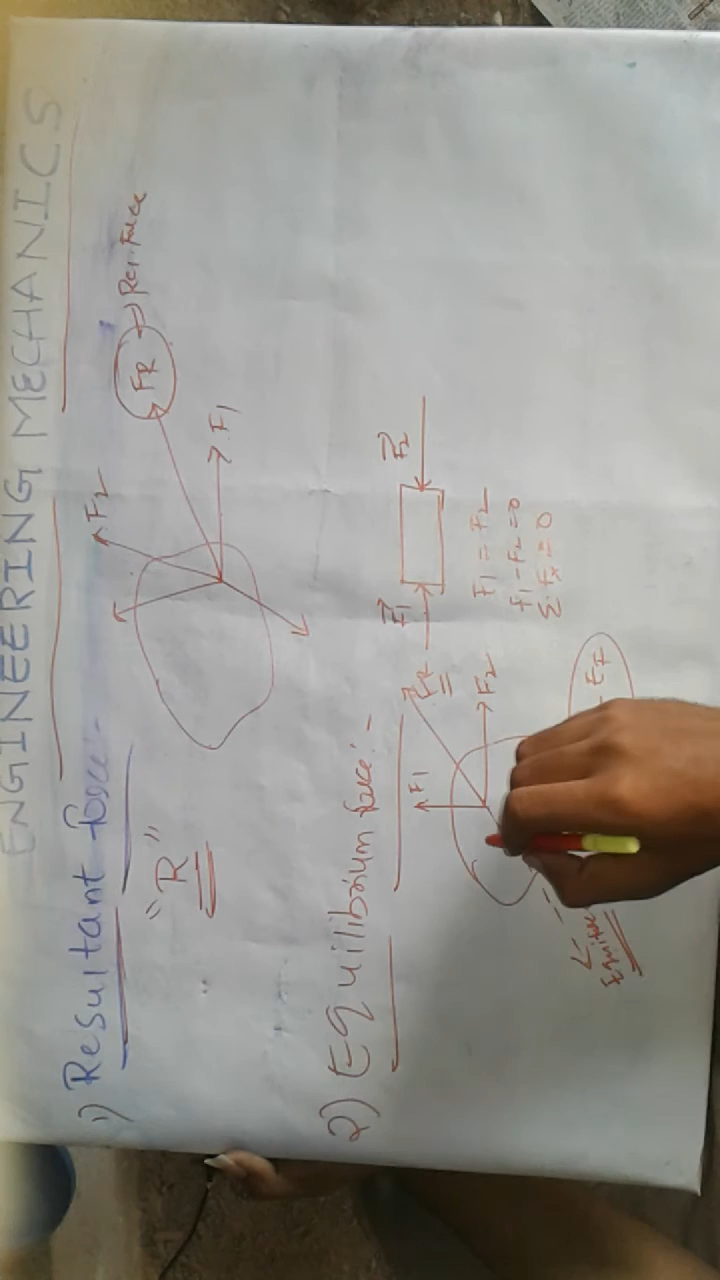 ENGINEERING MECHANICS
1) Resultant force:-
"R"
F2
F1
FR → Res. Force
2) Equilibrium force:-
F1
F2
FR
F1
F2
F1 = F2
F1 - F2 = 0
Σ Fx = 0
EF